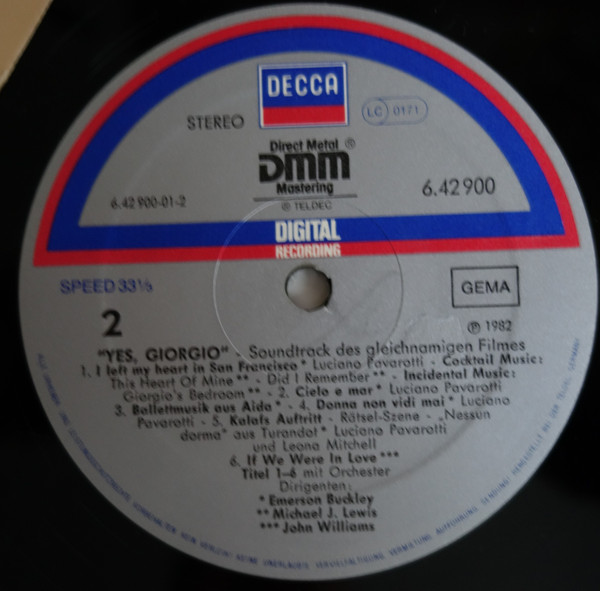 DECCA
STEREO
LC 0171
Direct Metal ®
DMM
Mastering
℗ TELDEC
6.42 900-01-2
6.42900
DIGITAL
RECORDING
SPEED 33⅓
GEMA
2
℗ 1982
"YES, GIORGIO" - Soundtrack des gleichnamigen Filmes
1. I left my heart in San Francisco * Luciano Pavarotti - Cocktail Music:
This Heart Of Mine ** - Did I Remember ** - Incidental Music:
Giorgio's Bedroom ** - 2. Cielo e mar * Luciano Pavarotti
3. Ballettmusik aus Aida * - 4. Donna non vidi mai * Luciano
Pavarotti - 5. Kalafs Auftritt - Rätsel-Szene - „Nessun
dorma" aus Turandot * Luciano Pavarotti
und Leona Mitchell
6. If We Were In Love ***
Titel 1-6 mit Orchester
Dirigenten:
* Emerson Buckley
** Michael J. Lewis
*** John Williams